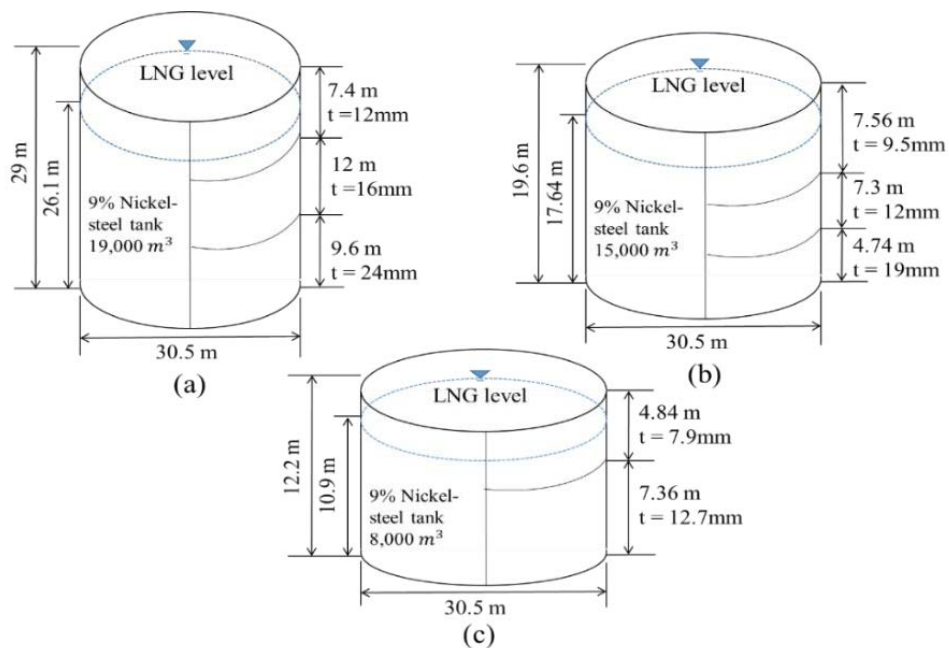 LNG level
29 m
26.1 m
7.4 m
t =12mm
12 m
t =16mm
9.6 m
t = 24mm
9% Nickel-
steel tank
19,000 m³
30.5 m
(a)
LNG level
19.6 m
17.64 m
7.56 m
t = 9.5mm
7.3 m
t = 12mm
4.74 m
t = 19mm
9% Nickel-
steel tank
15,000 m³
30.5 m
(b)
LNG level
12.2 m
10.9 m
4.84 m
t = 7.9mm
7.36 m
t = 12.7mm
9% Nickel-
steel tank
8,000 m³
30.5 m
(c)